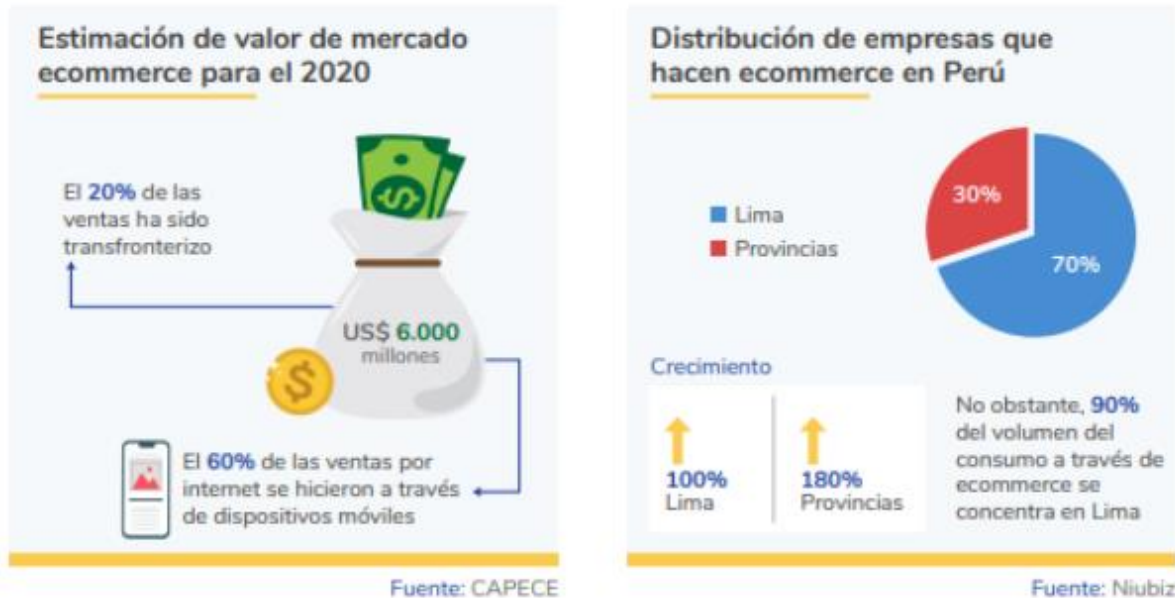 Estimación de valor de mercado
ecommerce para el 2020
El 20% de las
ventas ha sido
transfronterizo
US$ 6.000
millones
El 60% de las ventas por
internet se hicieron a través
de dispositivos móviles
Fuente: CAPECE
Distribución de empresas que
hacen ecommerce en Perú
Lima
Provincias
30%
70%
Crecimiento
100%
Lima
180%
Provincias
No obstante, 90%
del volumen del
consumo a través de
ecommerce se
concentra en Lima
Fuente: Niubiz